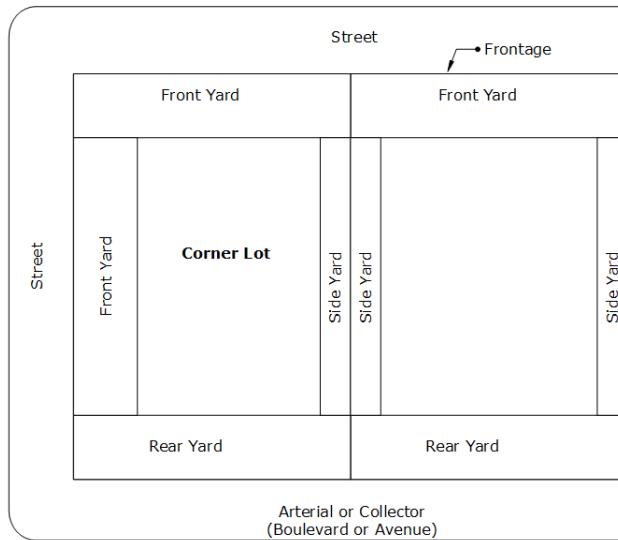 Street
Frontage
Front Yard
Front Yard
Street
Front Yard
Corner Lot
Side Yard
Side Yard
Side Yard
Rear Yard
Rear Yard
Arterial or Collector
(Boulevard or Avenue)